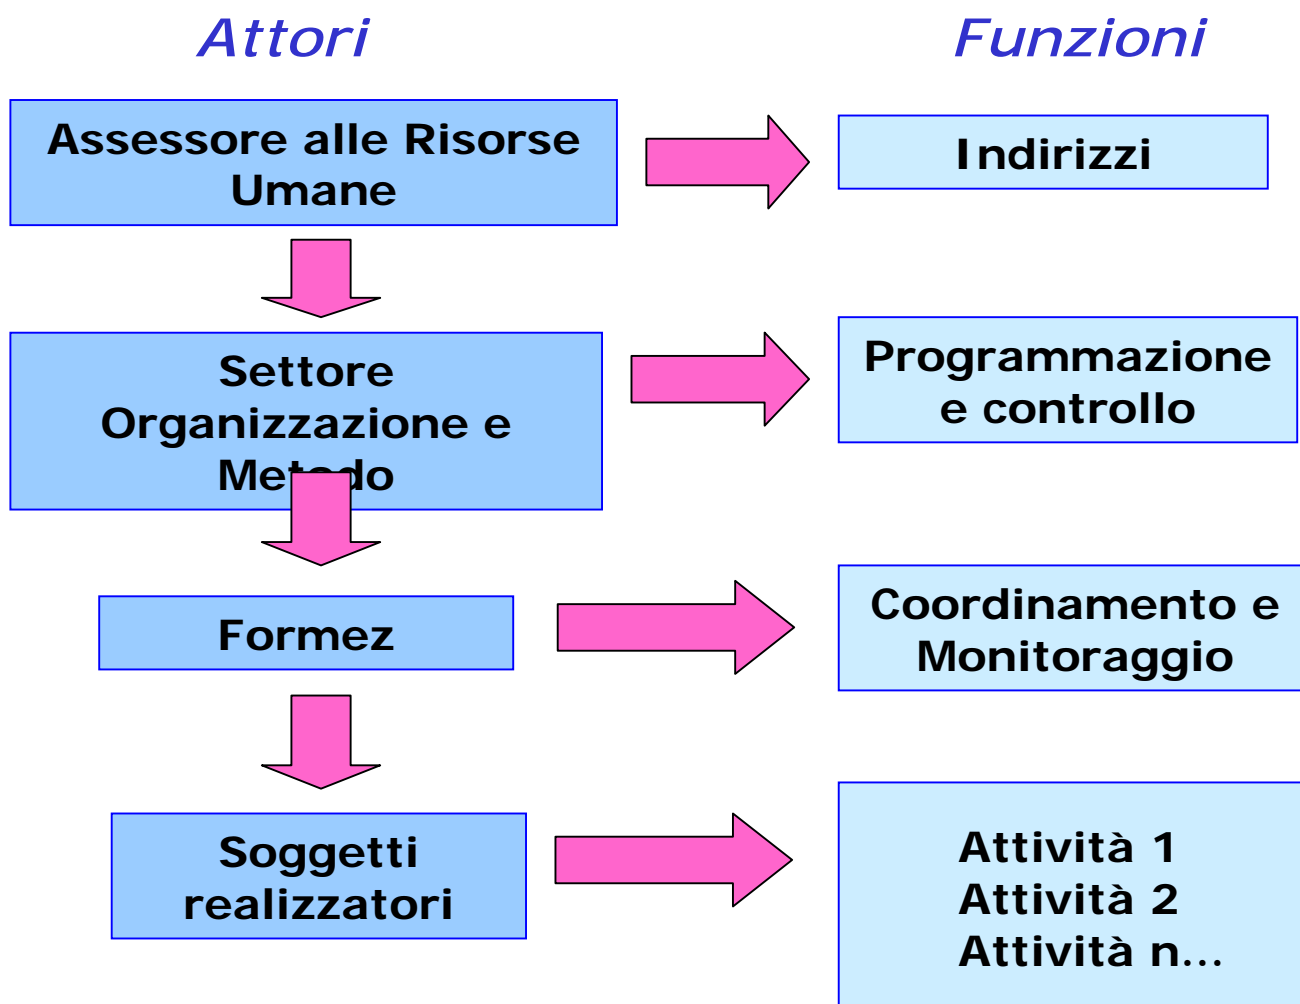 Attori
Funzioni
Assessore alle Risorse
Umane
Indirizzi
Settore
Organizzazione e
Metodo
Programmazione
e controllo
Formez
Coordinamento e
Monitoraggio
Soggetti
realizzatori
Attività 1
Attività 2
Attività n...